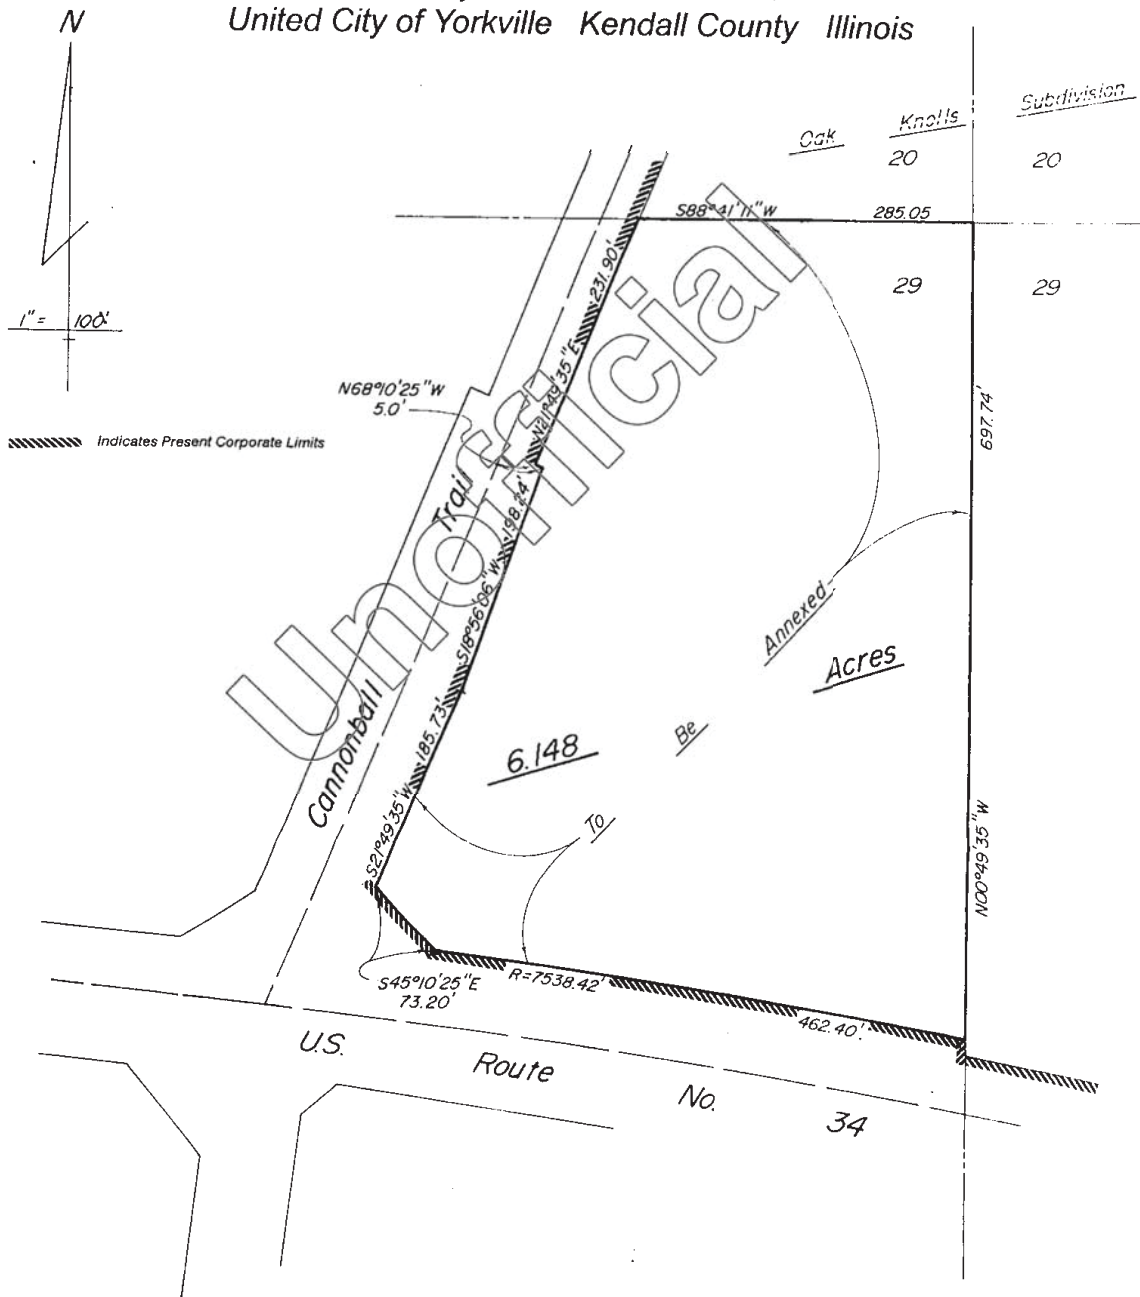 N
United City of Yorkville Kendall County Illinois
Oak Knolls Subdivision
20 20
S88°41'11"W 285.05
29 29
231.90'
1" = 100'
N68°10'25"W
5.0'
N21°49'35"E
697.74'
Indicates Present Corporate Limits
Trail
198.24'
S18°56'06"W
Unofficial
Annexed
Acres
Cannonball
185.73'
6.148
Be
To
S21°49'35"W
N00°49'35"W
S45°10'25"E
73.20'
R=7538.42'
462.40'
U.S. Route No. 34